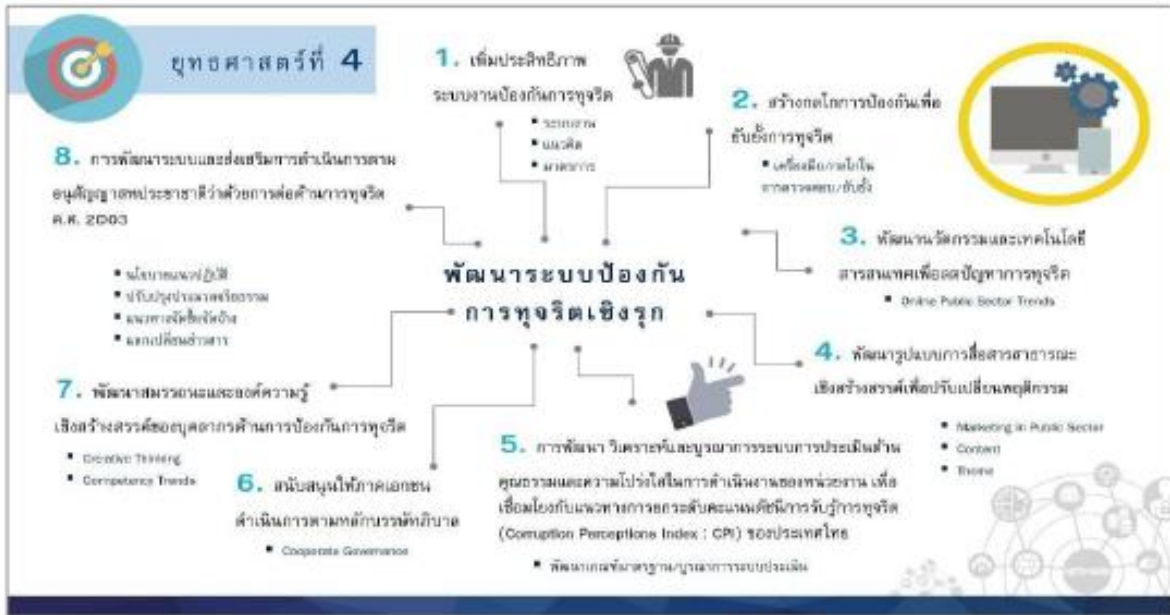 ยุทธศาสตร์ที่ 4
1. เพิ่มประสิทธิภาพ
ระบบงานป้องกันการทุจริต
▪ ระบบงาน
▪ แนวคิด
▪ มาตรการ
2. สร้างกลไกการป้องกันเพื่อ
ยับยั้งการทุจริต
▪ เครื่องมือ/กลไกใน
การตรวจสอบ/ยับยั้ง
3. พัฒนานวัตกรรมและเทคโนโลยี
สารสนเทศเพื่อลดปัญหาการทุจริต
▪ Online Public Sector Trends
พัฒนาระบบป้องกัน
การทุจริตเชิงรุก
4. พัฒนารูปแบบการสื่อสารสาธารณะ
เชิงสร้างสรรค์เพื่อปรับเปลี่ยนพฤติกรรม
▪ Marketing in Public Sector
▪ Content
▪ Theme
5. การพัฒนา วิเคราะห์และบูรณาการระบบการประเมินด้าน
คุณธรรมและความโปร่งใสในการดำเนินงานของหน่วยงาน เพื่อ
เชื่อมโยงกับแนวทางการยกระดับคะแนนดัชนีการรับรู้การทุจริต
(Corruption Perceptions Index : CPI) ของประเทศไทย
▪ พัฒนาเกณฑ์มาตรฐาน/บูรณาการระบบประเมิน
6. สนับสนุนให้ภาคเอกชน
ดำเนินการตามหลักบรรษัทภิบาล
▪ Cooperate Governance
7. พัฒนาสมรรถนะและองค์ความรู้
เชิงสร้างสรรค์ของบุคลากรด้านการป้องกันการทุจริต
▪ Creative Thinking
▪ Competency Trends
8. การพัฒนาระบบและส่งเสริมการดำเนินการตาม
อนุสัญญาสหประชาชาติว่าด้วยการต่อต้านการทุจริต
ค.ศ. 2003
▪ นโยบายแนวปฏิบัติ
▪ ปรับปรุงประมวลจริยธรรม
▪ แนวทางจัดซื้อจัดจ้าง
▪ แลกเปลี่ยนข่าวสาร